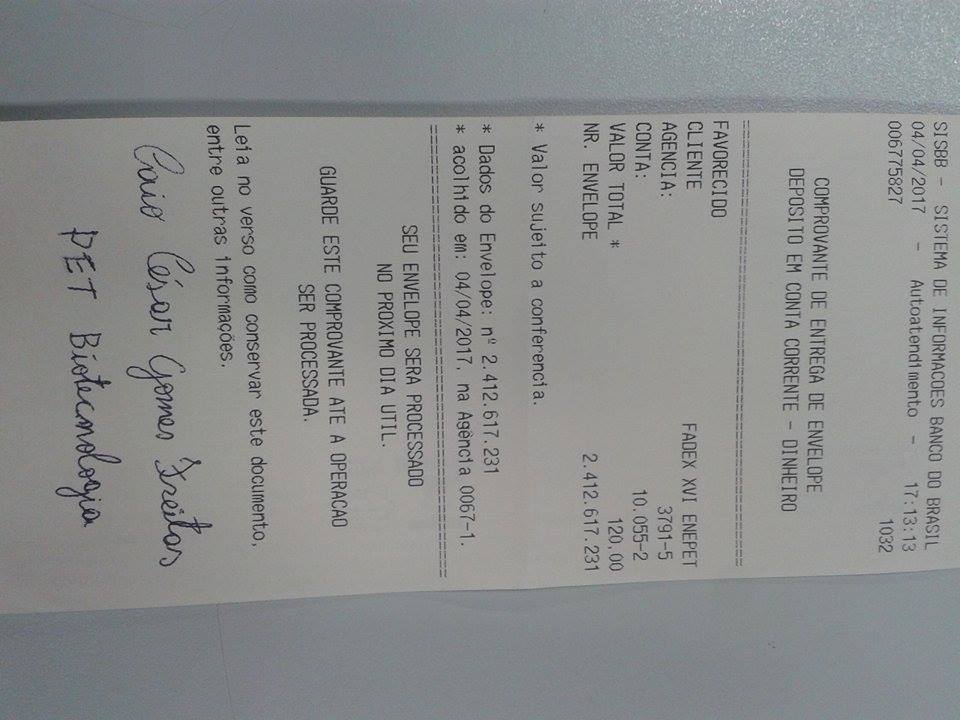 SISBB - SISTEMA DE INFORMACOES BANCO DO BRASIL
04/04/2017 - Autoatendimento - 17:13:13
006775827 1032
COMPROVANTE DE ENTREGA DE ENVELOPE
DEPOSITO EM CONTA CORRENTE - DINHEIRO
FAVORECIDO
CLIENTE FADEX XVI ENEPET
AGENCIA: 3791-5
CONTA: 10.055-2
VALOR TOTAL * 120,00
NR. ENVELOPE 2.412.617.231
* Valor sujeito a conferencia.
* Dados do Envelope: nº 2.412.617.231
* acolhido em: 04/04/2017, na Agência 0067-1.
SEU ENVELOPE SERA PROCESSADO
NO PROXIMO DIA UTIL.
GUARDE ESTE COMPROVANTE ATE A OPERACAO
SER PROCESSADA.
Leia no verso como conservar este documento,
entre outras informações.
Caio César Gomes Freitas
PET Biotecnologia